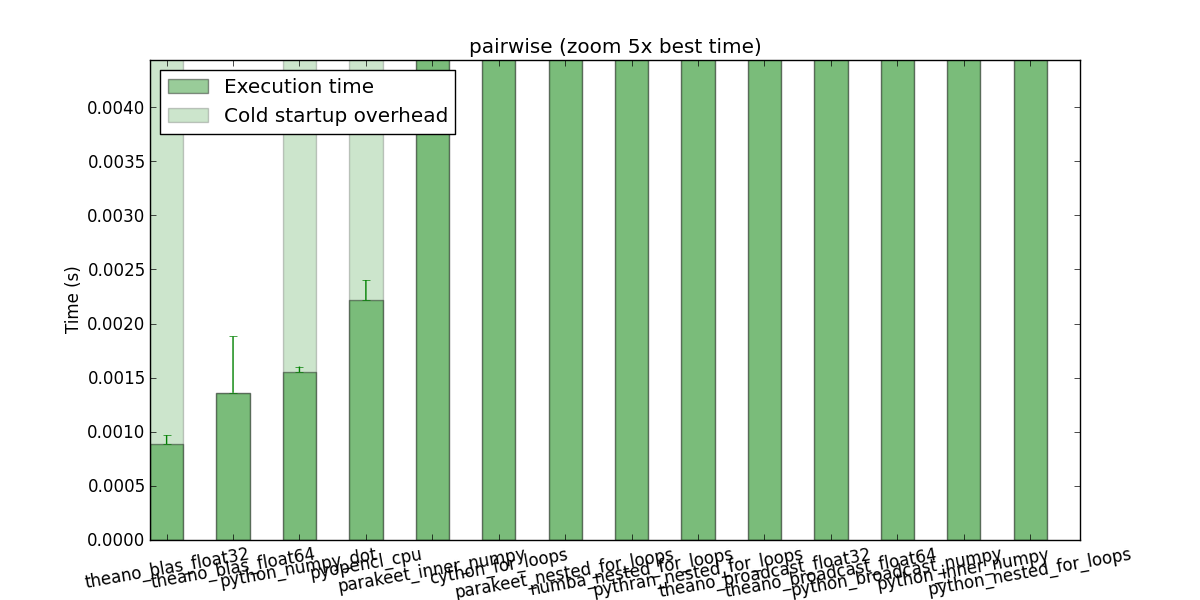 pairwise (zoom 5x best time)
Execution time
Cold startup overhead
Time (s)
0.0040
0.0035
0.0030
0.0025
0.0020
0.0015
0.0010
0.0005
0.0000
theano_blas_float32
theano_blas_float64
python_numpy_dot
pyopencl_cpu
parakeet_inner_numpy
cython_for_loops
parakeet_nested_for_loops
numba_nested_for_loops
pythran_nested_for_loops
theano_broadcast_float32
theano_broadcast_float64
python_broadcast_numpy
python_inner_numpy
python_nested_for_loops